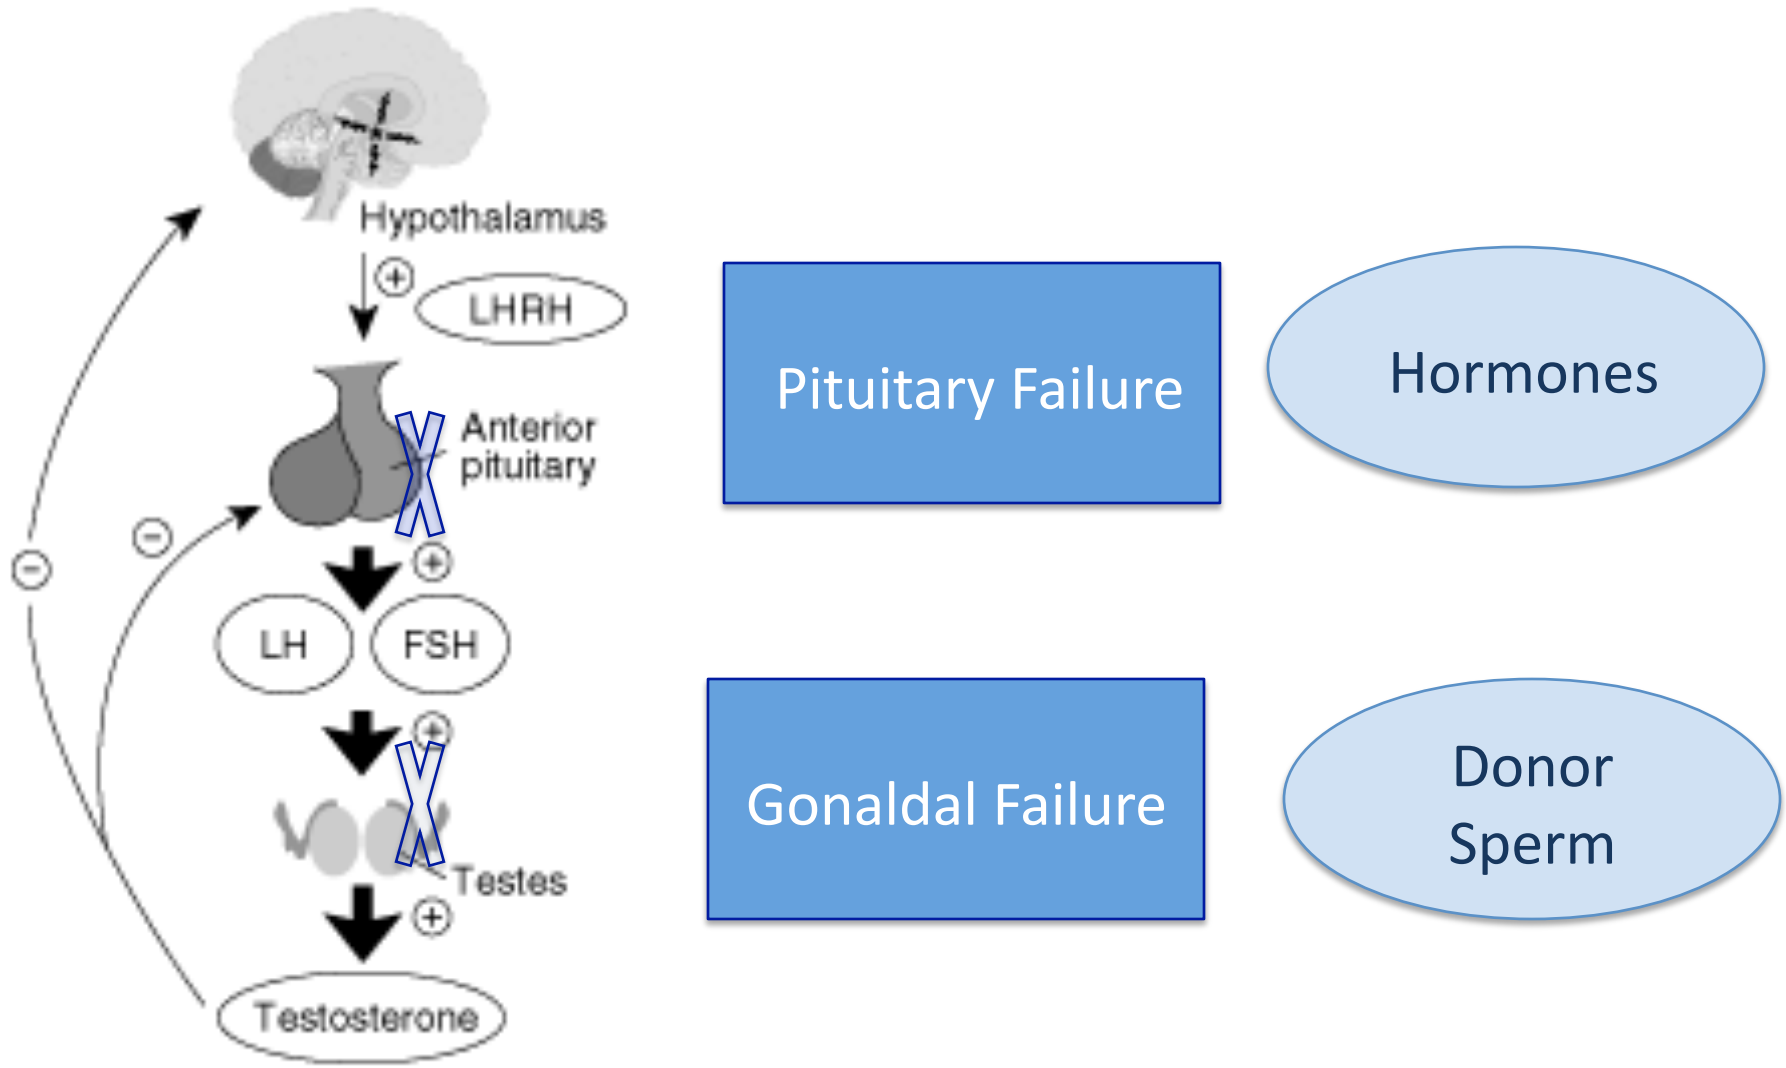 Hypothalamus
+
LHRH
Anterior
pituitary
−
+
−
LH
FSH
+
Testes
+
Testosterone
Pituitary Failure
Hormones
Gonaldal Failure
Donor
Sperm